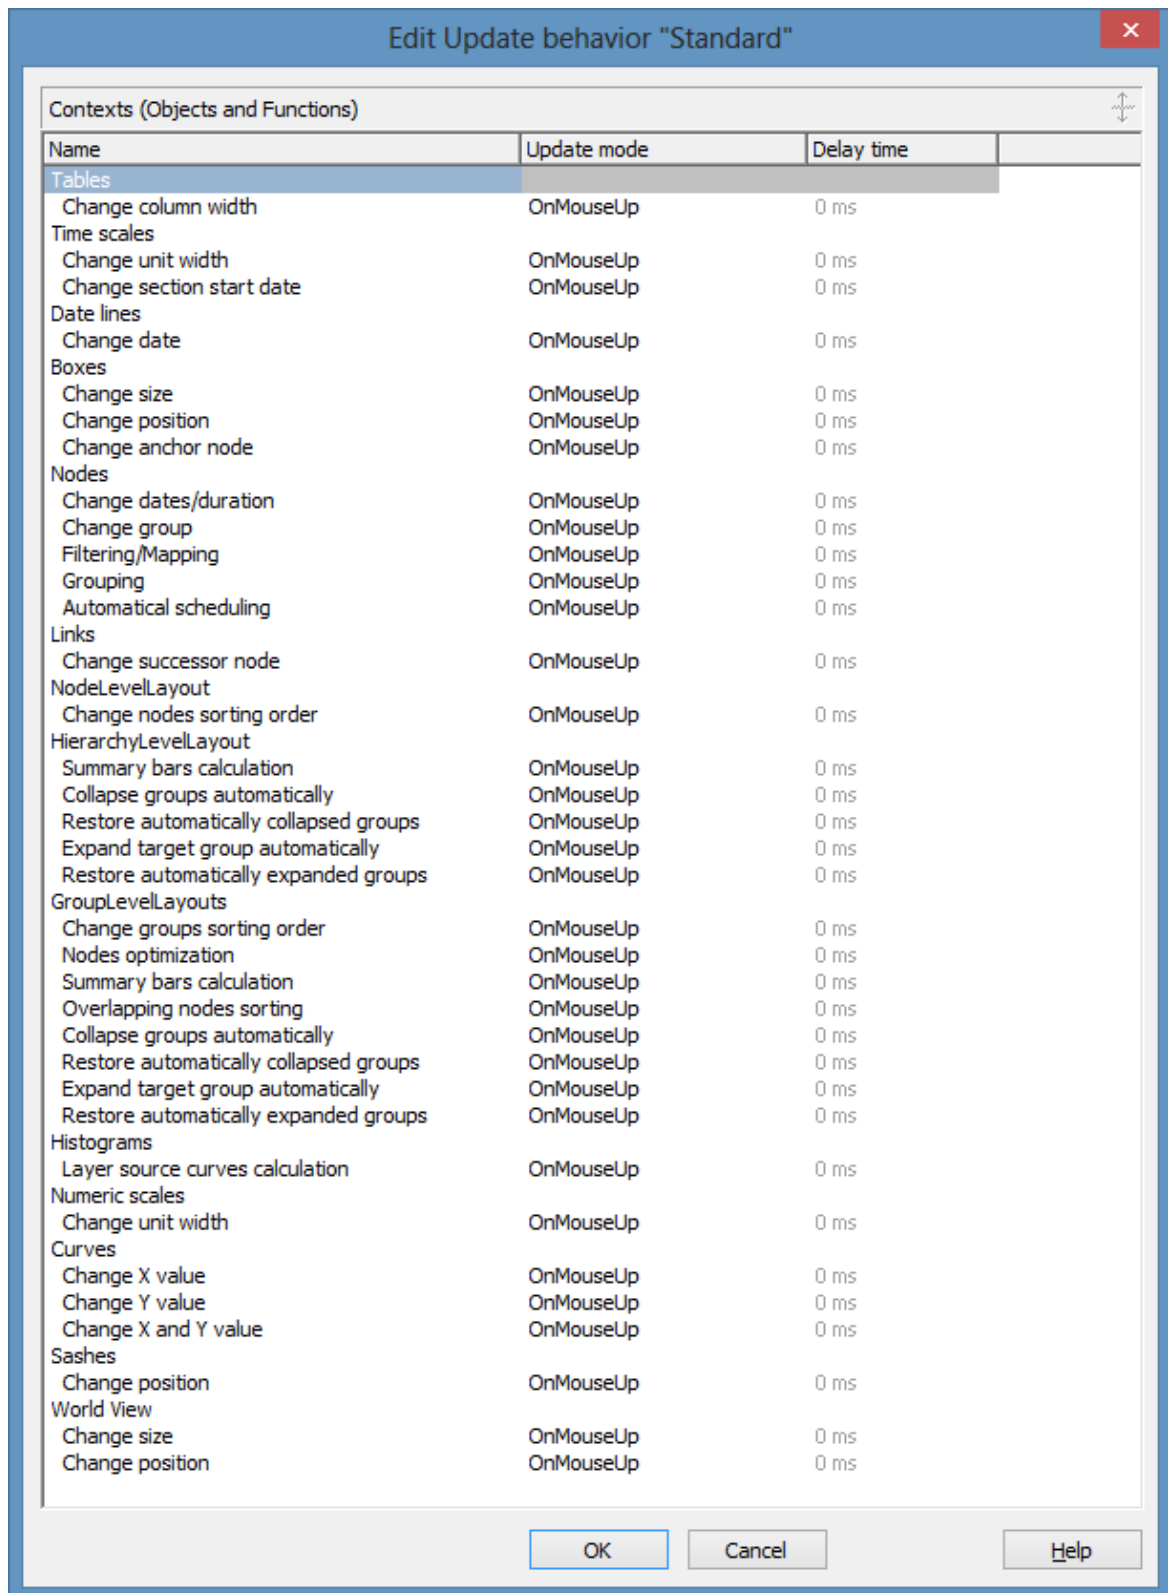 Edit Update behavior "Standard"
Contexts (Objects and Functions)
Name Update mode Delay time
Tables
Change column width OnMouseUp 0 ms
Time scales
Change unit width OnMouseUp 0 ms
Change section start date OnMouseUp 0 ms
Date lines
Change date OnMouseUp 0 ms
Boxes
Change size OnMouseUp 0 ms
Change position OnMouseUp 0 ms
Change anchor node OnMouseUp 0 ms
Nodes
Change dates/duration OnMouseUp 0 ms
Change group OnMouseUp 0 ms
Filtering/Mapping OnMouseUp 0 ms
Grouping OnMouseUp 0 ms
Automatical scheduling OnMouseUp 0 ms
Links
Change successor node OnMouseUp 0 ms
NodeLevelLayout
Change nodes sorting order OnMouseUp 0 ms
HierarchyLevelLayout
Summary bars calculation OnMouseUp 0 ms
Collapse groups automatically OnMouseUp 0 ms
Restore automatically collapsed groups OnMouseUp 0 ms
Expand target group automatically OnMouseUp 0 ms
Restore automatically expanded groups OnMouseUp 0 ms
GroupLevelLayouts
Change groups sorting order OnMouseUp 0 ms
Nodes optimization OnMouseUp 0 ms
Summary bars calculation OnMouseUp 0 ms
Overlapping nodes sorting OnMouseUp 0 ms
Collapse groups automatically OnMouseUp 0 ms
Restore automatically collapsed groups OnMouseUp 0 ms
Expand target group automatically OnMouseUp 0 ms
Restore automatically expanded groups OnMouseUp 0 ms
Histograms
Layer source curves calculation OnMouseUp 0 ms
Numeric scales
Change unit width OnMouseUp 0 ms
Curves
Change X value OnMouseUp 0 ms
Change Y value OnMouseUp 0 ms
Change X and Y value OnMouseUp 0 ms
Sashes
Change position OnMouseUp 0 ms
World View
Change size OnMouseUp 0 ms
Change position OnMouseUp 0 ms
OK Cancel Help